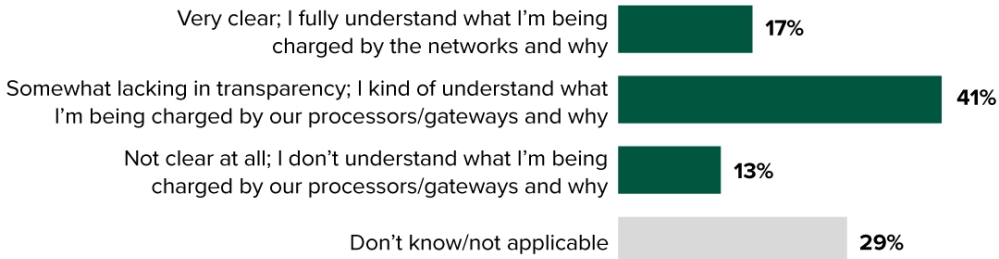 Very clear; I fully understand what I’m being
charged by the networks and why
17%
Somewhat lacking in transparency; I kind of understand what
I’m being charged by our processors/gateways and why
41%
Not clear at all; I don’t understand what I’m being
charged by our processors/gateways and why
13%
Don’t know/not applicable
29%